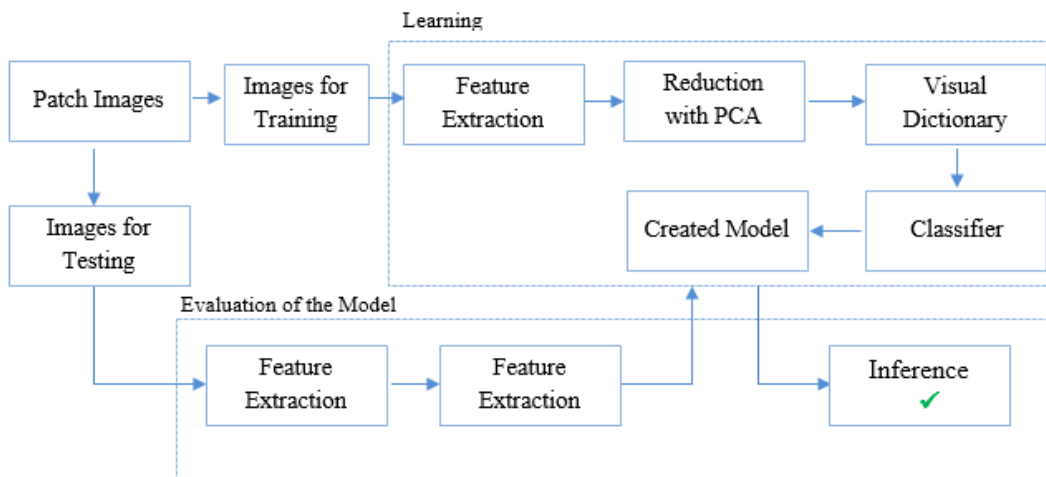 Learning
Patch Images
Images for
Training
Feature
Extraction
Reduction
with PCA
Visual
Dictionary
Images for
Testing
Created Model
Classifier
Evaluation of the Model
Feature
Extraction
Feature
Extraction
Inference